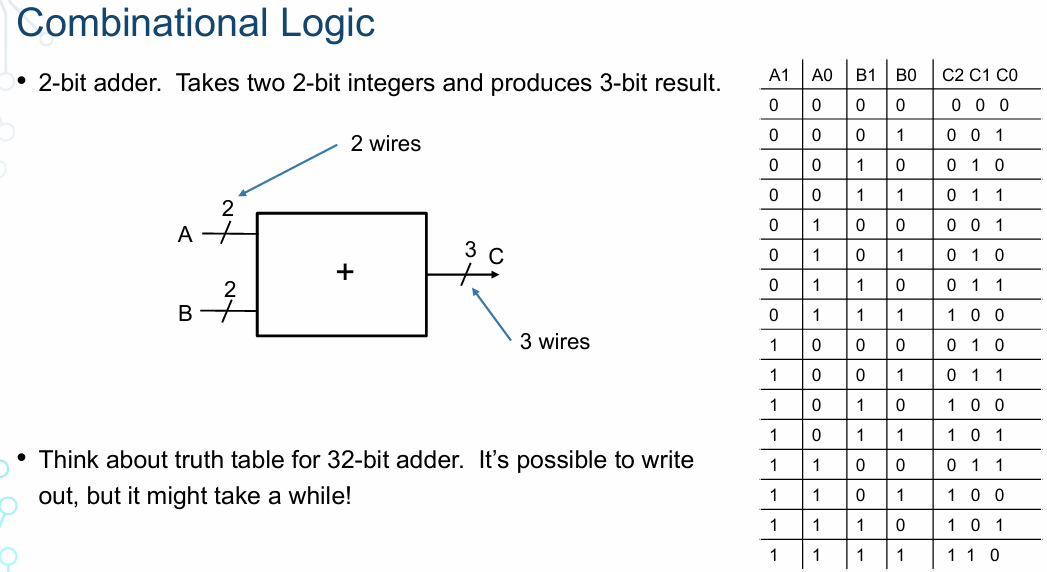 Combinational Logic
• 2-bit adder. Takes two 2-bit integers and produces 3-bit result.
2 wires
2
A
+
3 C
2
B
3 wires
• Think about truth table for 32-bit adder. It’s possible to write
out, but it might take a while!
A1 A0 B1 B0 C2 C1 C0
0 0 0 0 0 0 0
0 0 0 1 0 0 1
0 0 1 0 0 1 0
0 0 1 1 0 1 1
0 1 0 0 0 0 1
0 1 0 1 0 1 0
0 1 1 0 0 1 1
0 1 1 1 1 0 0
1 0 0 0 0 1 0
1 0 0 1 0 1 1
1 0 1 0 1 0 0
1 0 1 1 1 0 1
1 1 0 0 0 1 1
1 1 0 1 1 0 0
1 1 1 0 1 0 1
1 1 1 1 1 1 0